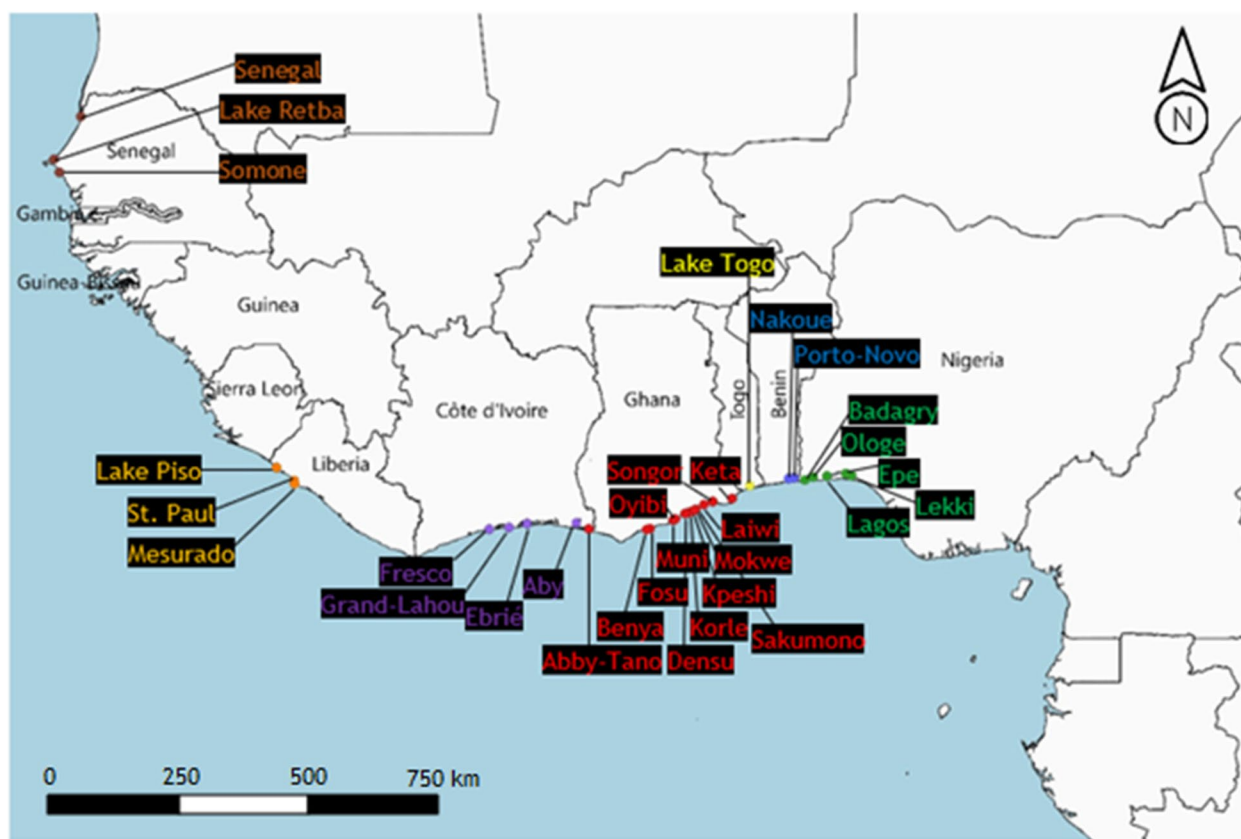 N
Senegal
Lake Retba
Senegal
Somone
Gambi
Guinea-Bissau
Guinea
Lake Togo
Nakoue
Porto-Novo
Nigeria
Sierra Leon
Côte d'Ivoire
Ghana
Togo
Benin
Badagry
Ologe
Epe
Lekki
Lagos
Liberia
Lake Piso
St. Paul
Mesurado
Songor
Keta
Oyibi
Laiwi
Muni
Mokwe
Fresco
Aby
Fosu
Kpeshi
Grand-Lahou
Ebrié
Benya
Korle
Sakumono
Abby-Tano
Densu
0 250 500 750 km